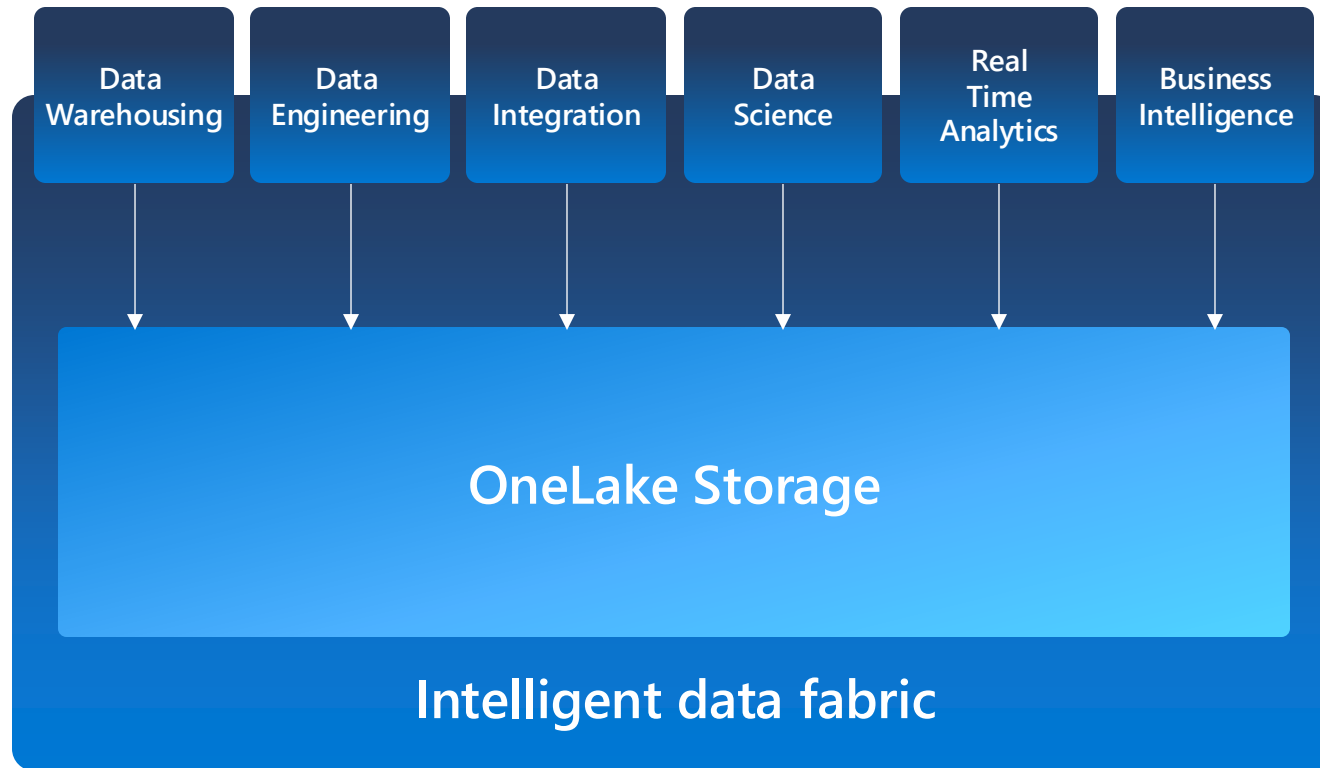 Data
Warehousing
Data
Engineering
Data
Integration
Data
Science
Real
Time
Analytics
Business
Intelligence
OneLake Storage
Intelligent data fabric